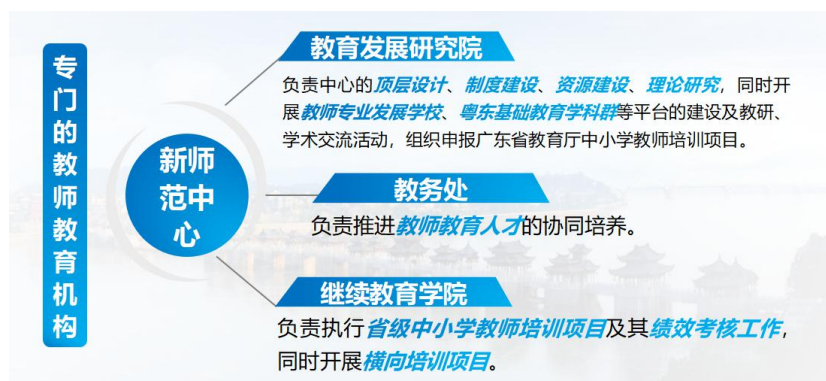 专门的教师教育机构
新师
范中
心
教育发展研究院
负责中心的顶层设计、制度建设、资源建设、理论研究，同时开
展教师专业发展学校、粤东基础教育学科群等平台的建设及教研、
学术交流活动，组织申报广东省教育厅中小学教师培训项目。
教务处
负责推进教师教育人才的协同培养。
继续教育学院
负责执行省级中小学教师培训项目及其绩效考核工作，
同时开展横向培训项目。